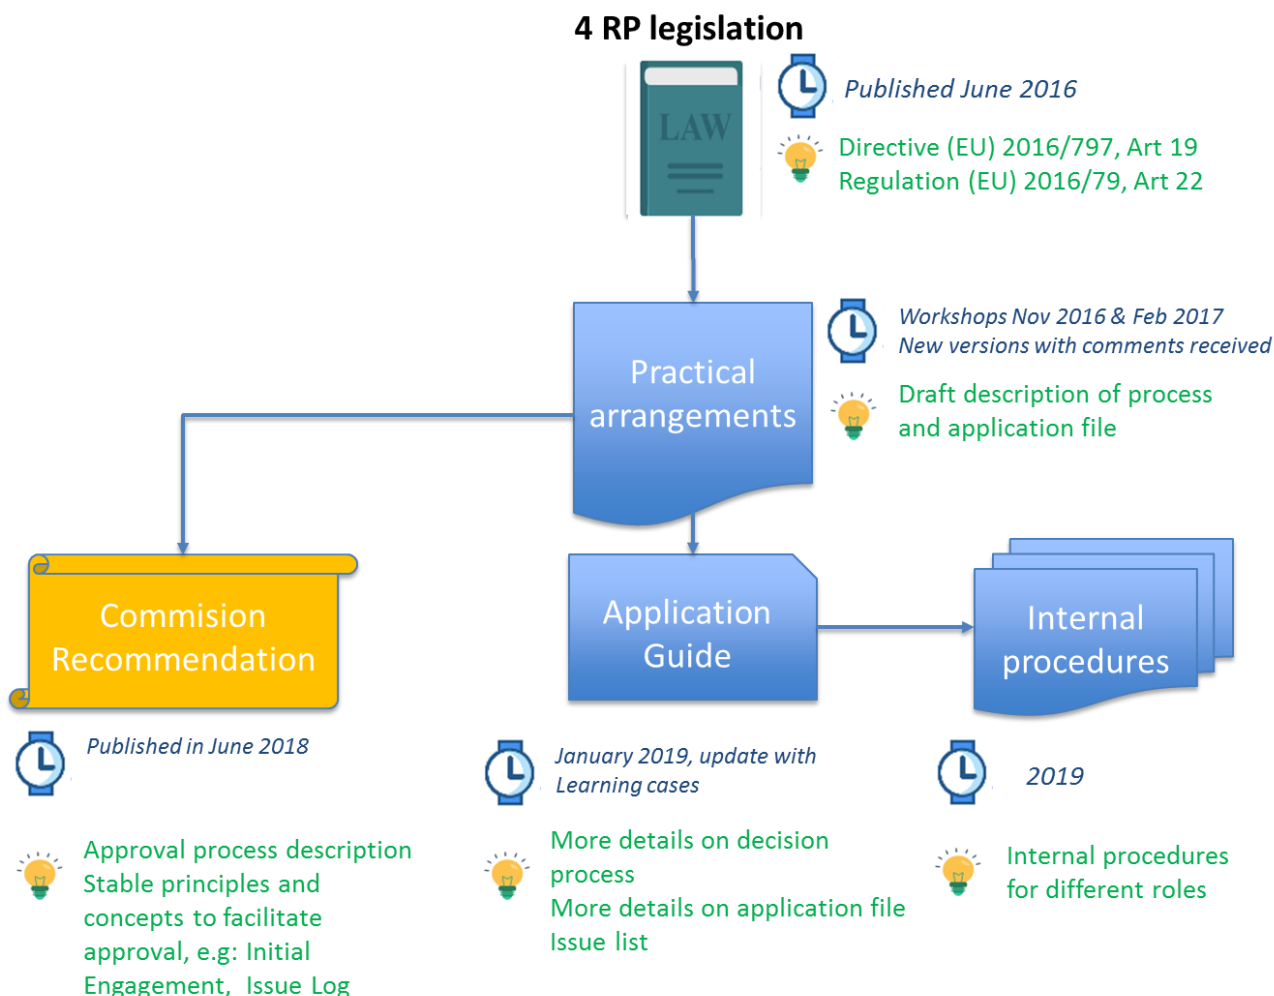 4 RP legislation
LAW
Published June 2016
Directive (EU) 2016/797, Art 19
Regulation (EU) 2016/79, Art 22
Practical
arrangements
Workshops Nov 2016 & Feb 2017
New versions with comments received
Draft description of process
and application file
Commision
Recommendation
Published in June 2018
Approval process description
Stable principles and
concepts to facilitate
approval, e.g: Initial
Engagement, Issue Log
Application
Guide
January 2019, update with
Learning cases
More details on decision
process
More details on application file
Issue list
Internal
procedures
2019
Internal procedures
for different roles